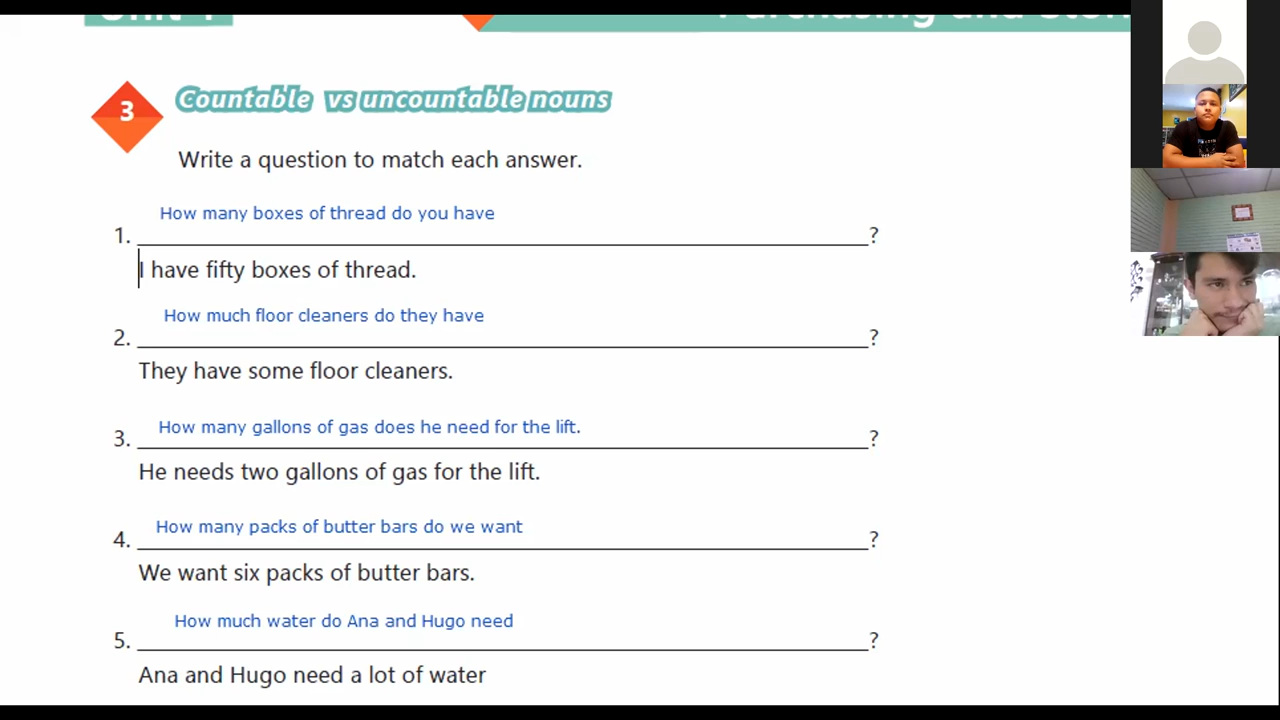 3
Countable vs uncountable nouns
Write a question to match each answer.
How many boxes of thread do you have
1. ?
I have fifty boxes of thread.
How much floor cleaners do they have
2. ?
They have some floor cleaners.
How many gallons of gas does he need for the lift.
3. ?
He needs two gallons of gas for the lift.
How many packs of butter bars do we want
4. ?
We want six packs of butter bars.
How much water do Ana and Hugo need
5. ?
Ana and Hugo need a lot of water